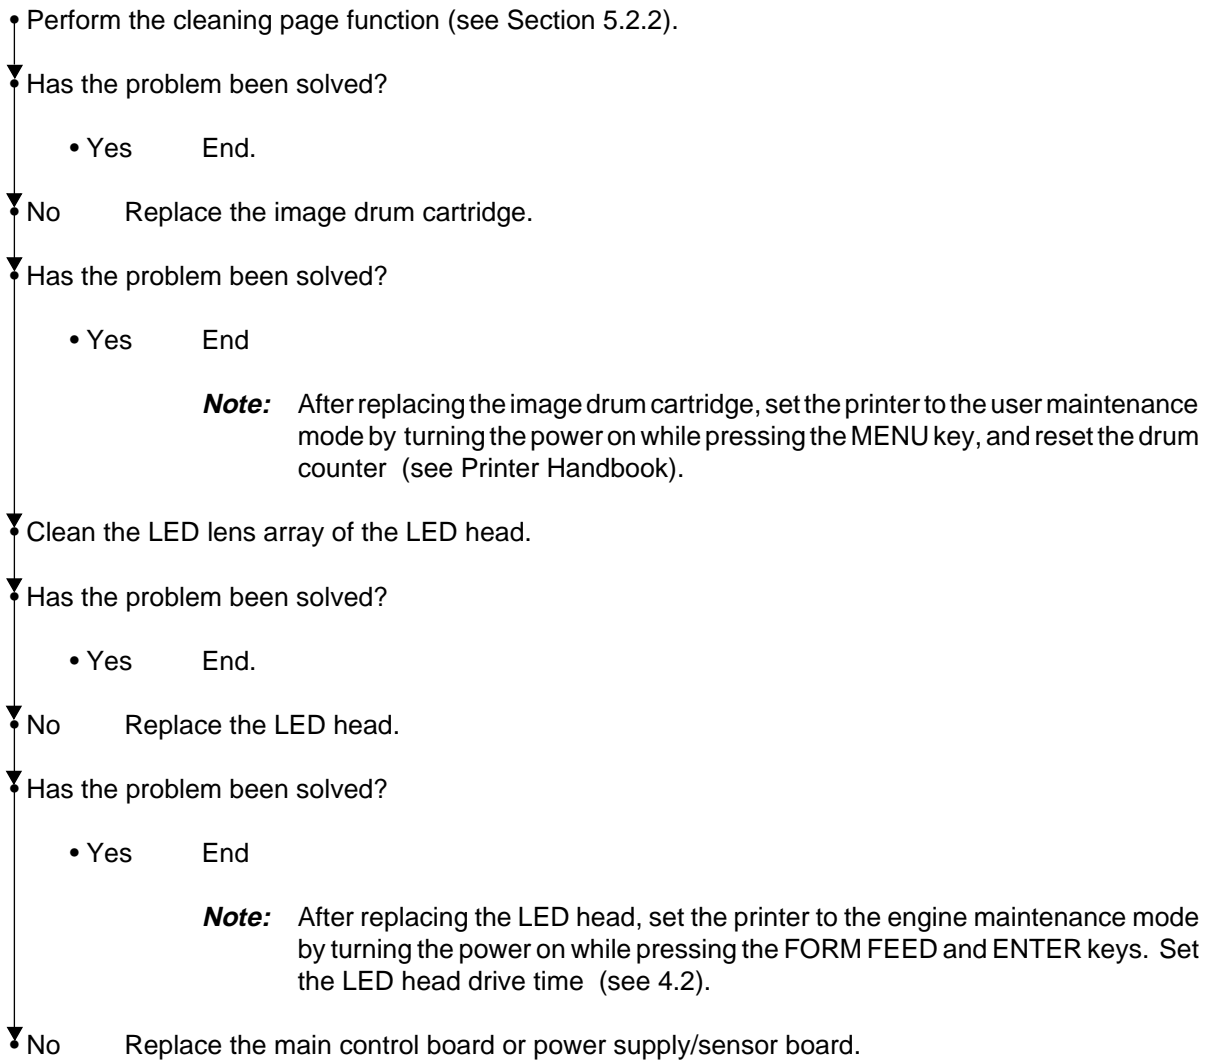 • Perform the cleaning page function (see Section 5.2.2).
• Has the problem been solved?
• Yes End.
• No Replace the image drum cartridge.
• Has the problem been solved?
• Yes End
Note: After replacing the image drum cartridge, set the printer to the user maintenance
mode by turning the power on while pressing the MENU key, and reset the drum
counter (see Printer Handbook).
• Clean the LED lens array of the LED head.
• Has the problem been solved?
• Yes End.
• No Replace the LED head.
• Has the problem been solved?
• Yes End
Note: After replacing the LED head, set the printer to the engine maintenance mode
by turning the power on while pressing the FORM FEED and ENTER keys. Set
the LED head drive time (see 4.2).
• No Replace the main control board or power supply/sensor board.